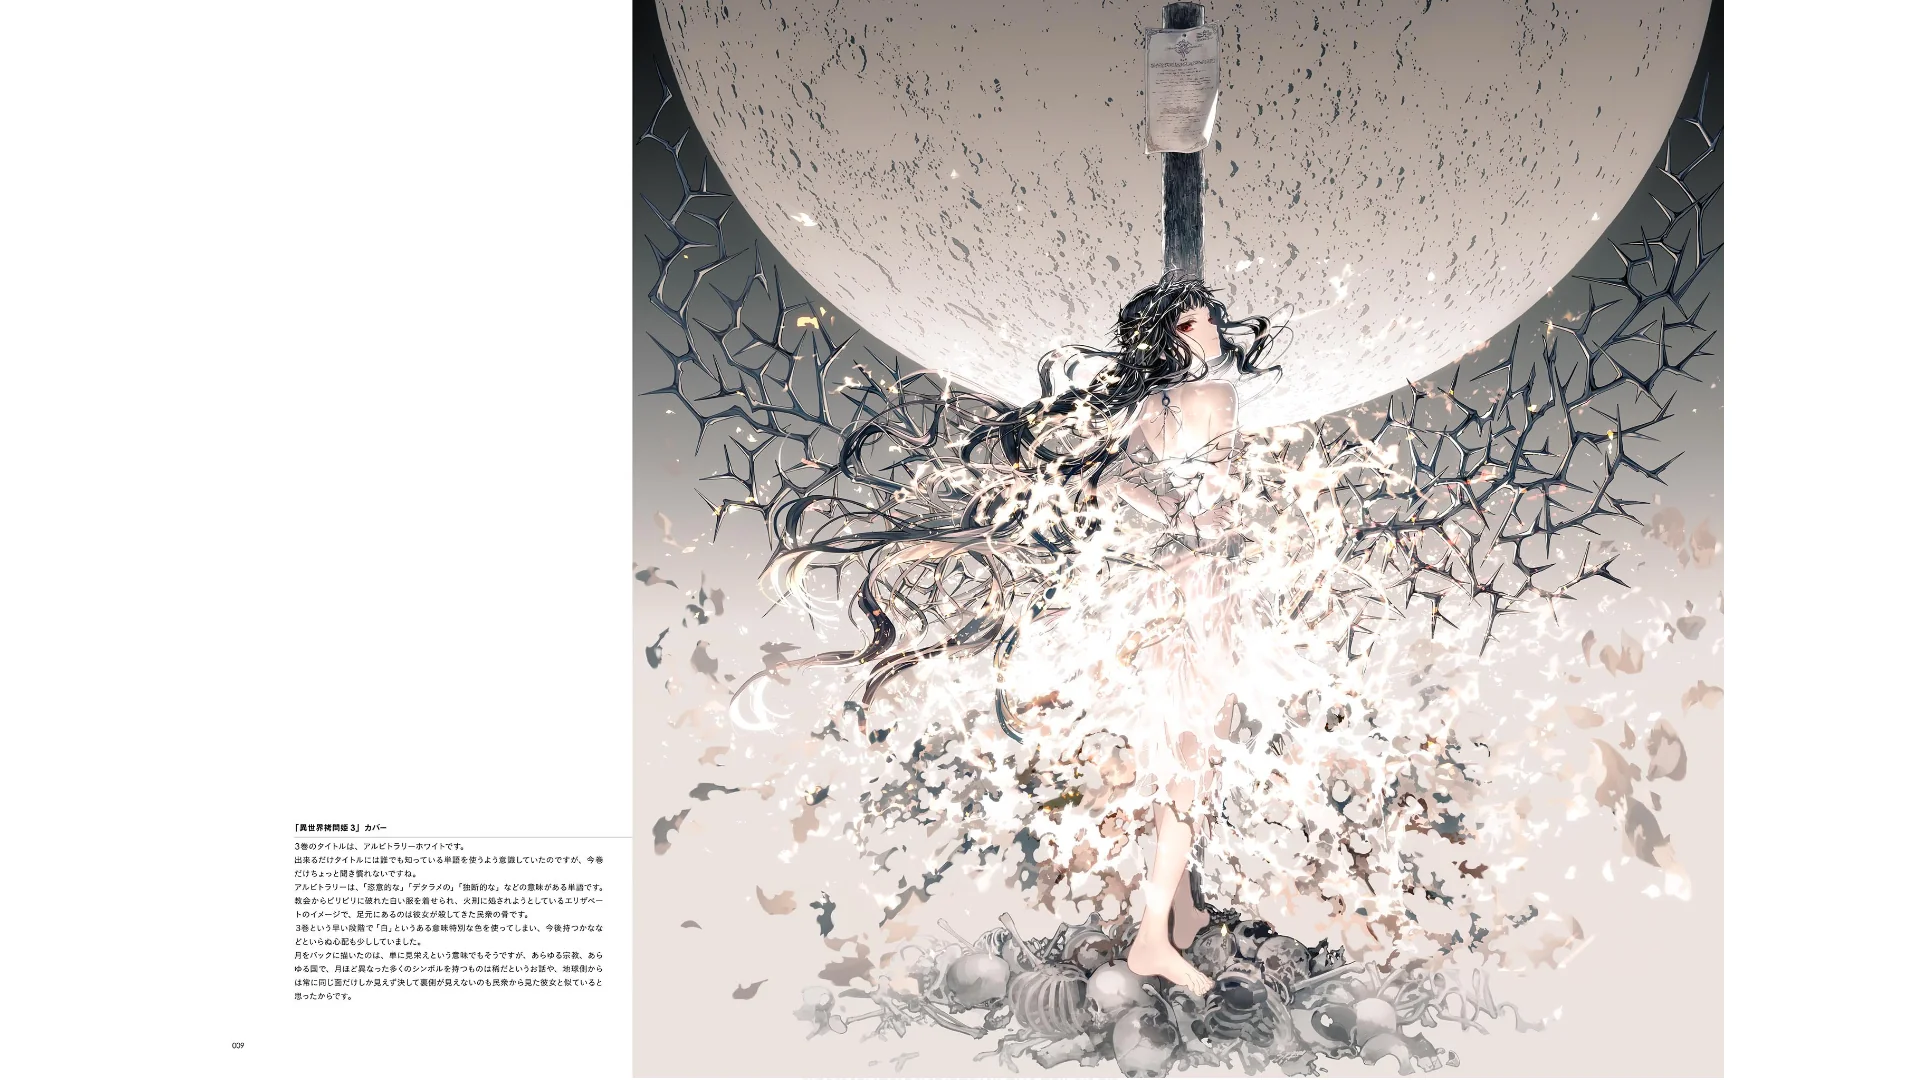 「異世界拷問姫 3」カバー
3巻のタイトルは、アルビトラリーホワイトです。
出来るだけタイトルには誰でも知っている単語を使うよう意識していたのですが、今巻
だけちょっと聞き慣れないですね。
アルビトラリーは、「恣意的な」「デタラメの」「独断的な」などの意味がある単語です。
教会からビリビリに破れた白い服を着せられ、火刑に処されようとしているエリザベー
トのイメージで、足元にあるのは彼女が殺してきた民衆の骨です。
3巻という早い段階で「白」というある意味特別な色を使ってしまい、今後持つかなな
どといらぬ心配も少ししていました。
月をバックに描いたのは、単に見栄えという意味でもそうですが、あらゆる宗教、あら
ゆる国で、月ほど異なった多くのシンボルを持つものは稀だというお話や、地球側から
は常に同じ面だけしか見えず決して裏側が見えないのも民衆から見た彼女と似ていると
思ったからです。
009